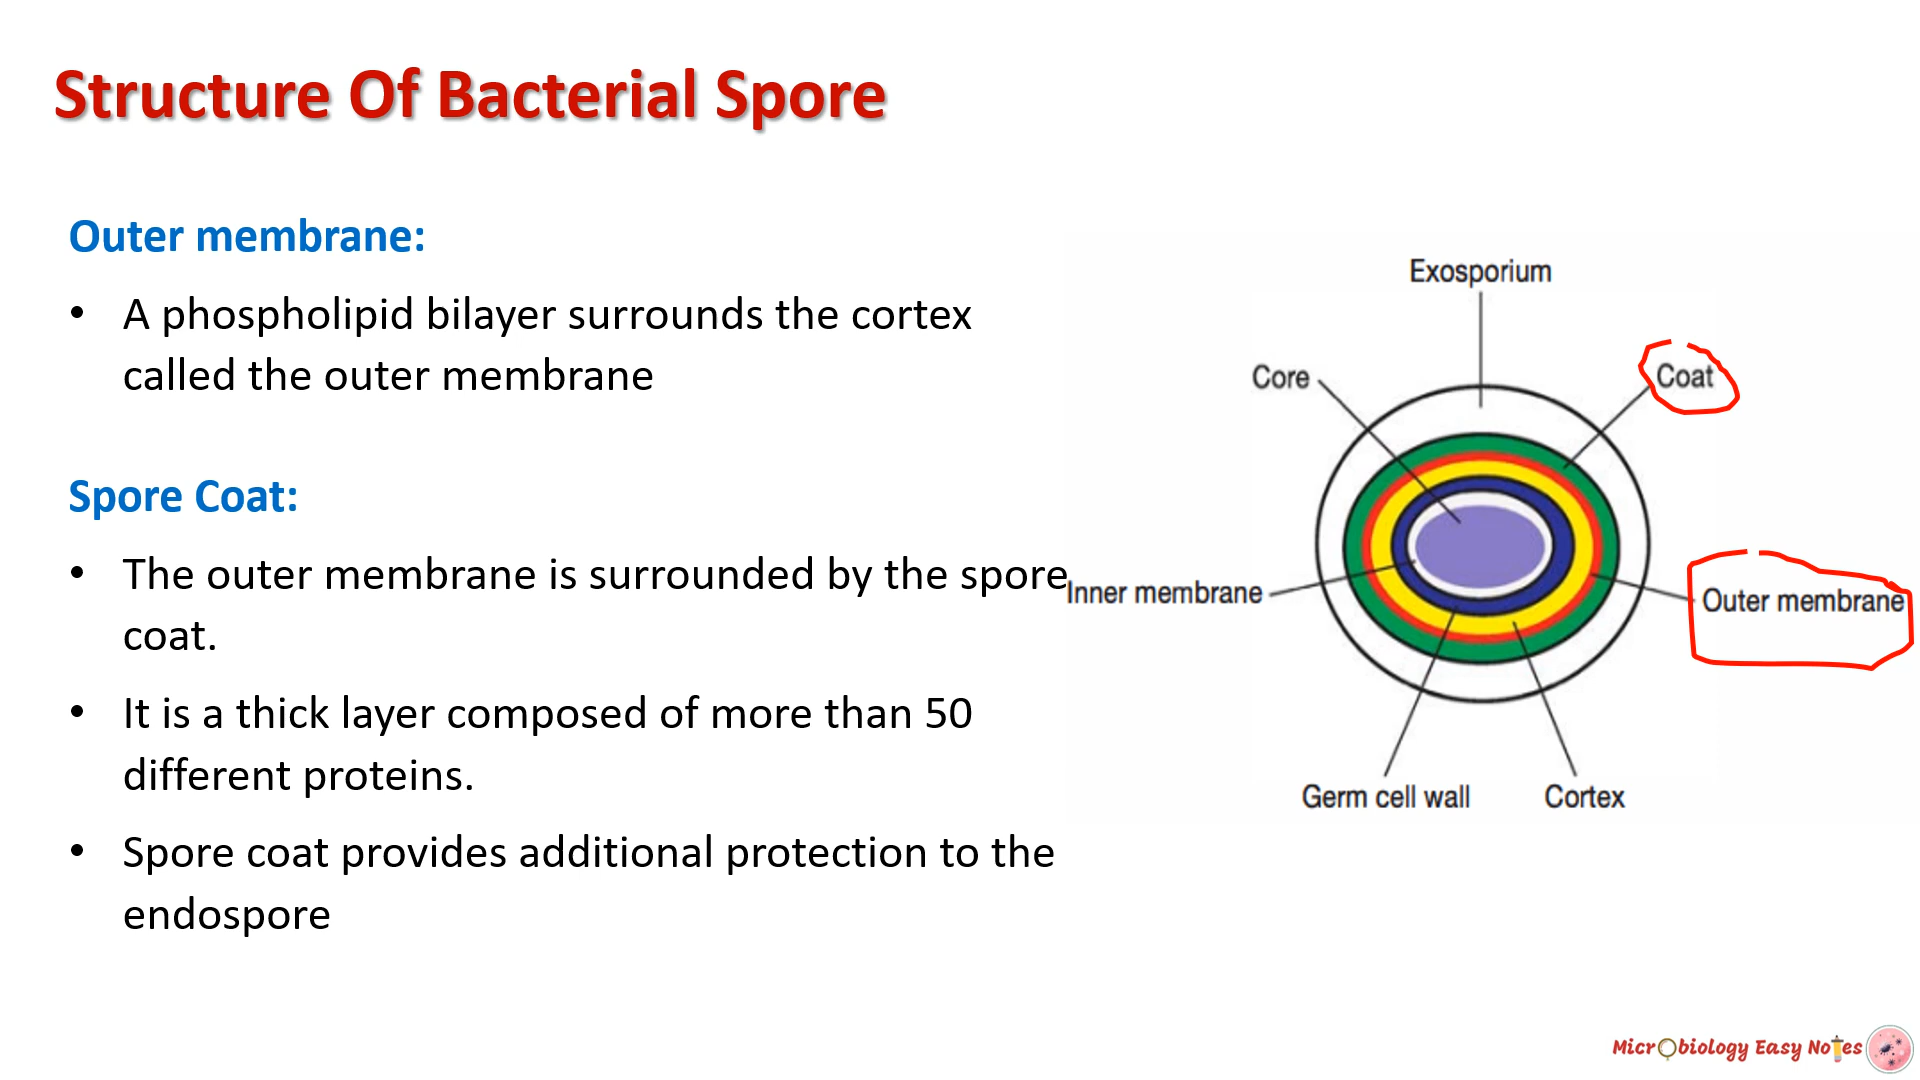 Structure Of Bacterial Spore
Outer membrane:
• A phospholipid bilayer surrounds the cortex
called the outer membrane
Spore Coat:
• The outer membrane is surrounded by the spore
coat.
• It is a thick layer composed of more than 50
different proteins.
• Spore coat provides additional protection to the
endospore
Exosporium
Core
Coat
Inner membrane
Outer membrane
Germ cell wall
Cortex
Microbiology Easy Notes